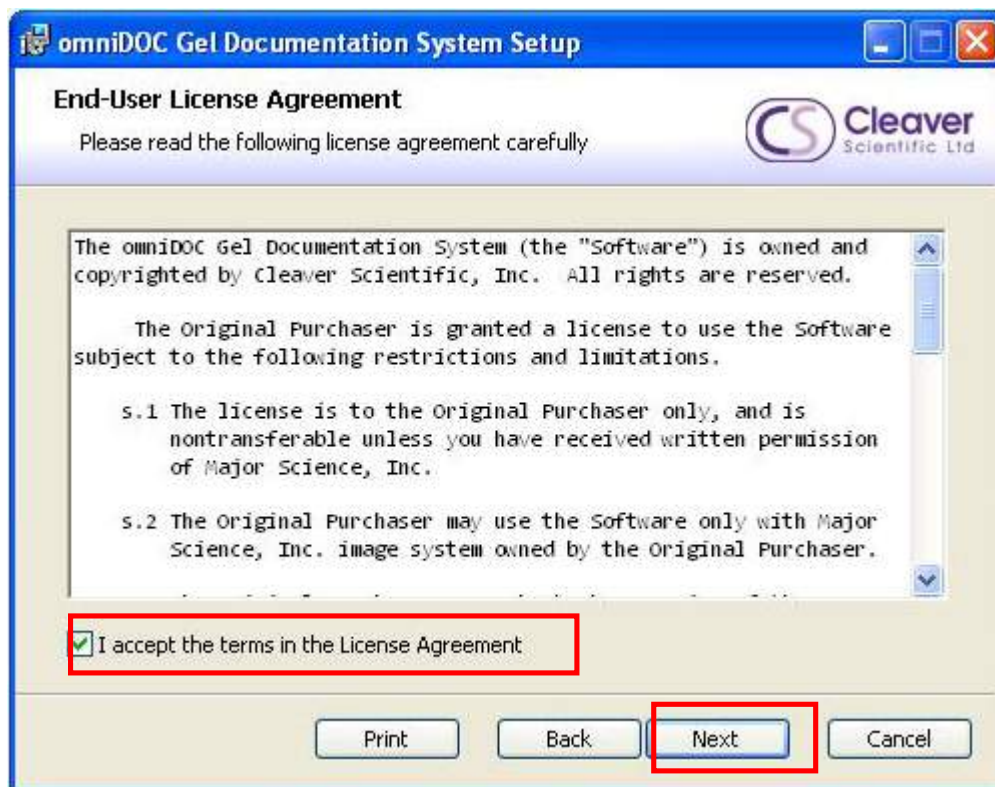 omniDOC Gel Documentation System Setup
End-User License Agreement
Please read the following license agreement carefully
CS Cleaver
Scientific Ltd
The omniDOC Gel Documentation System (the "Software") is owned and
copyrighted by Cleaver Scientific, Inc.  All rights are reserved.
The Original Purchaser is granted a license to use the Software
subject to the following restrictions and limitations.
s.1 The license is to the Original Purchaser only, and is
nontransferable unless you have received written permission
of Major Science, Inc.
s.2 The Original Purchaser may use the Software only with Major
Science, Inc. image system owned by the Original Purchaser.
I accept the terms in the License Agreement
Print Back Next Cancel